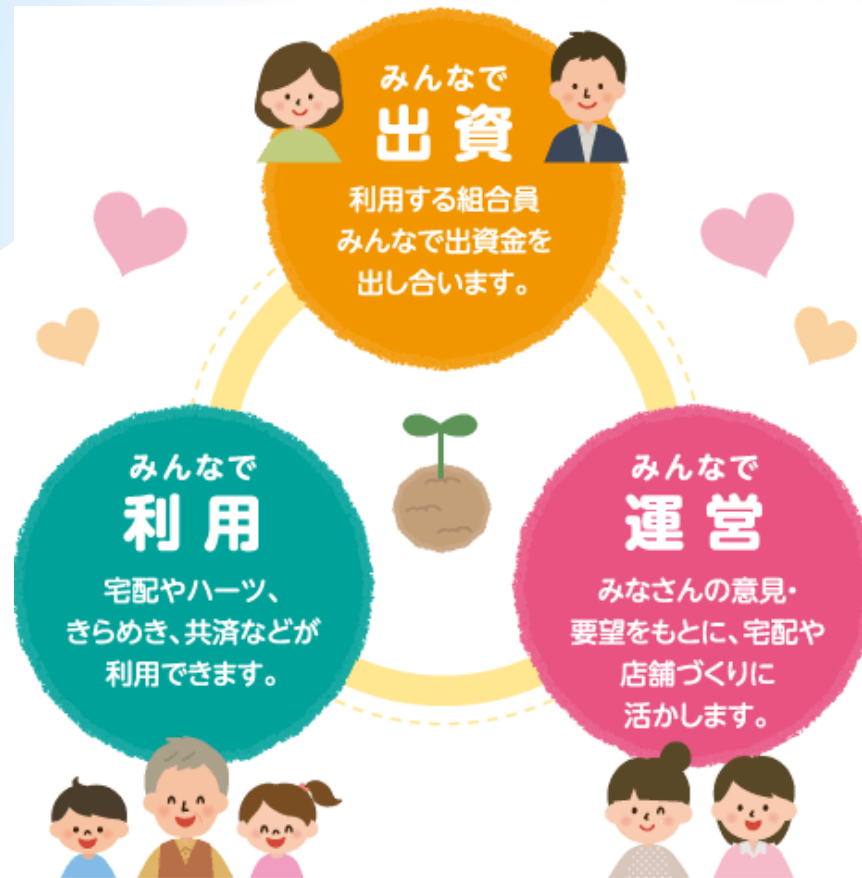 みんなで
出資
利用する組合員
みんなで出資金を
出し合います。
みんなで
利用
宅配やハーツ、
きらめき、共済などが
利用できます。
みんなで
運営
みなさんの意見・
要望をもとに、宅配や
店舗づくりに
活かします。